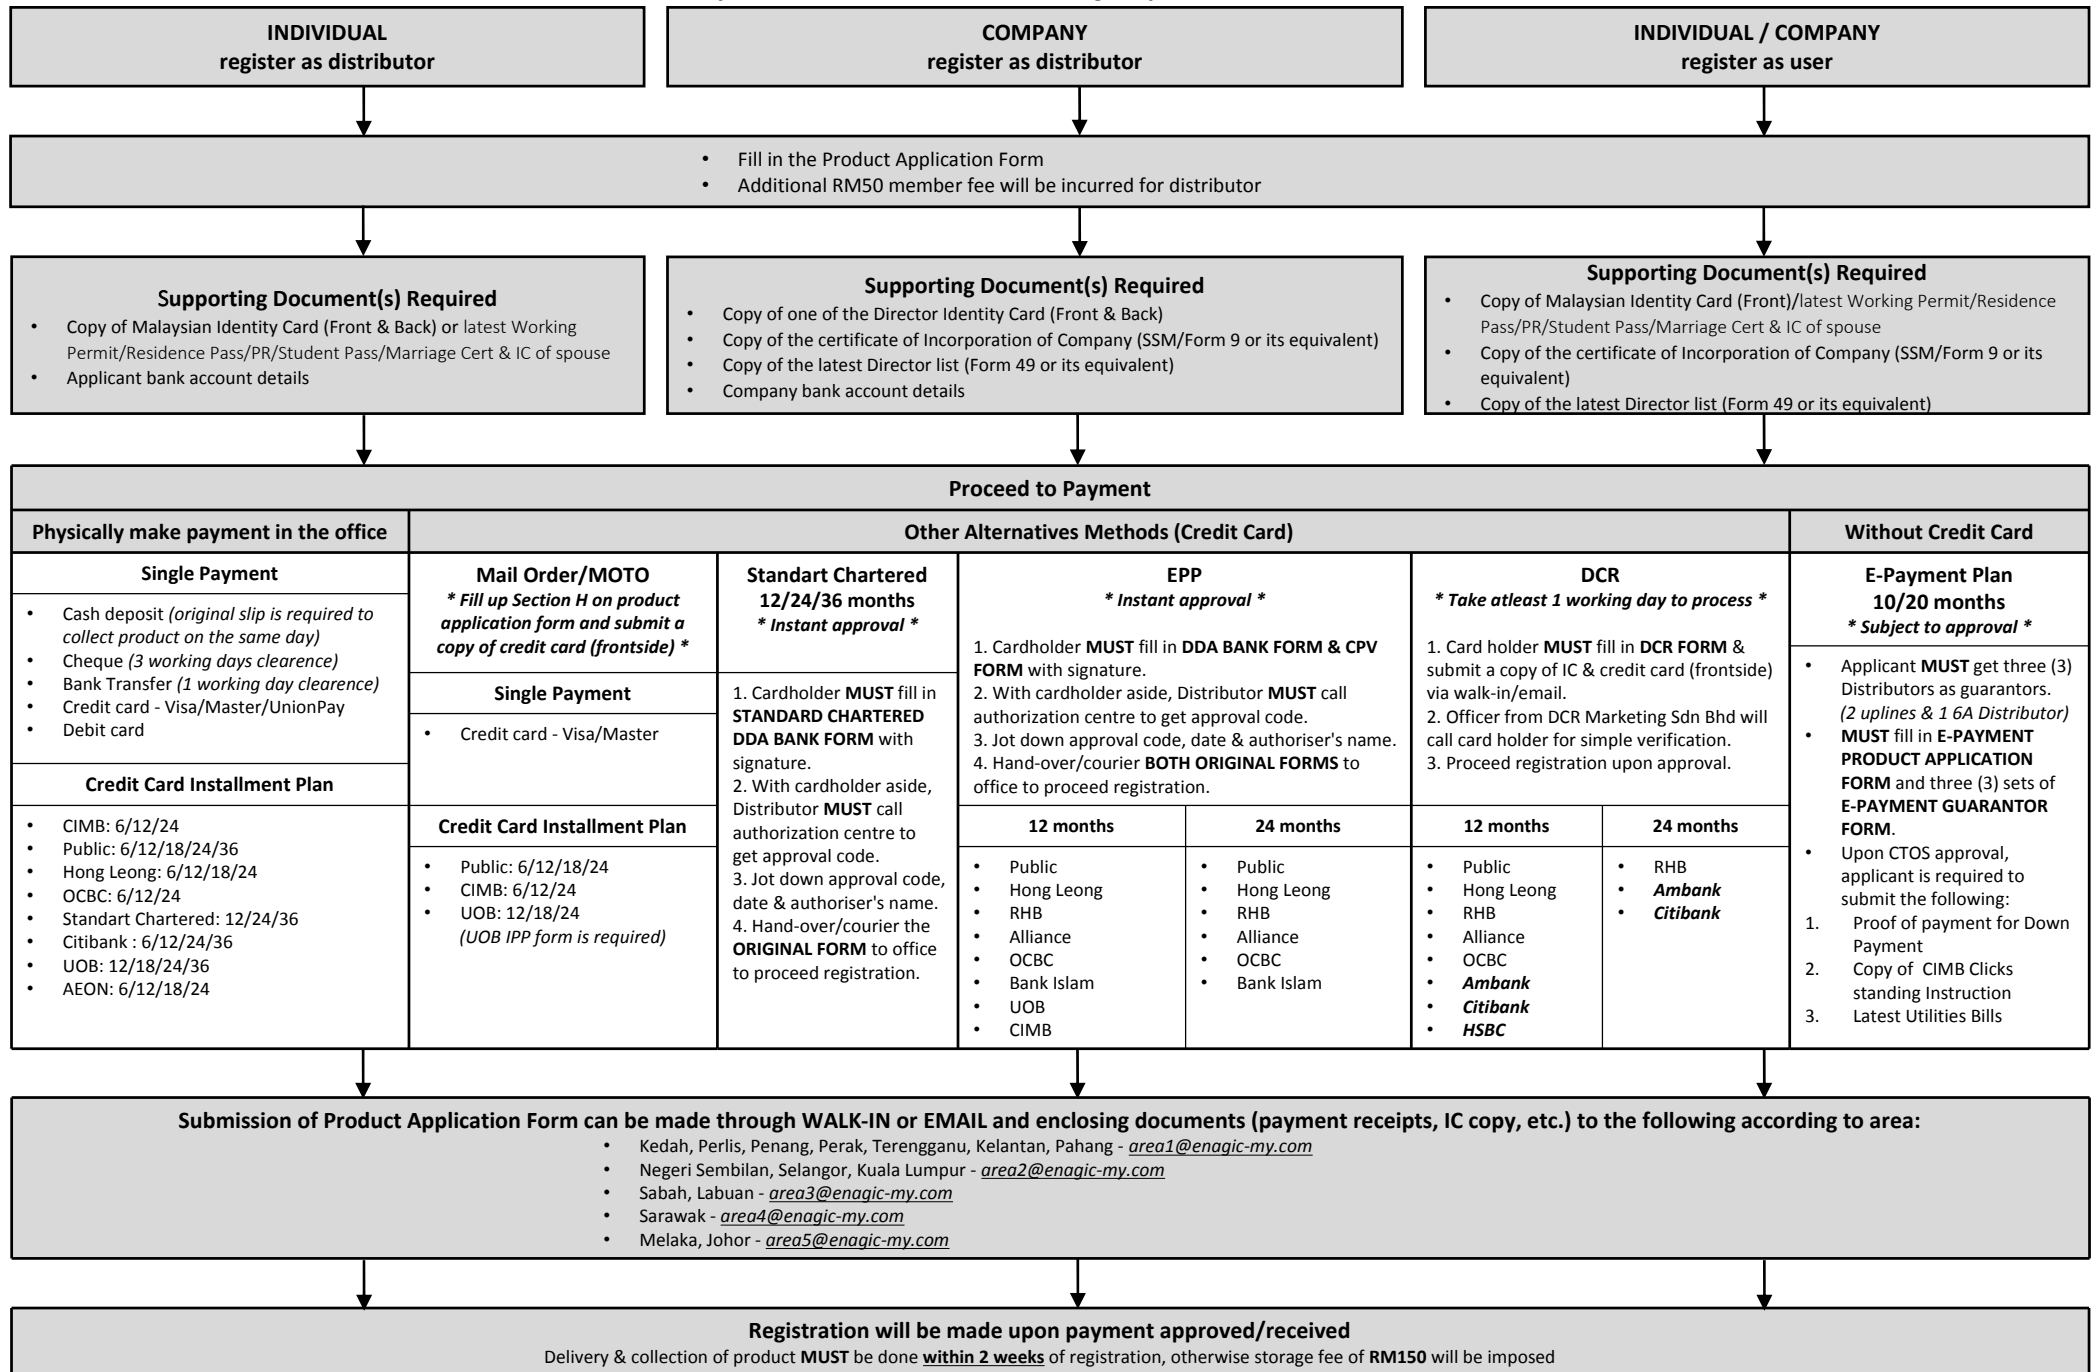 INDIVIDUAL
register as distributor
COMPANY
register as distributor
INDIVIDUAL / COMPANY
register as user
• Fill in the Product Application Form
• Additional RM50 member fee will be incurred for distributor
Supporting Document(s) Required
• Copy of Malaysian Identity Card (Front & Back) or latest Working
Permit/Residence Pass/PR/Student Pass/Marriage Cert & IC of spouse
• Applicant bank account details
Supporting Document(s) Required
• Copy of one of the Director Identity Card (Front & Back)
• Copy of the certificate of Incorporation of Company (SSM/Form 9 or its equivalent)
• Copy of the latest Director list (Form 49 or its equivalent)
• Company bank account details
Supporting Document(s) Required
• Copy of Malaysian Identity Card (Front)/latest Working Permit/Residence
Pass/PR/Student Pass/Marriage Cert & IC of spouse
• Copy of the certificate of Incorporation of Company (SSM/Form 9 or its
equivalent)
• Copy of the latest Director list (Form 49 or its equivalent)
Proceed to Payment
Physically make payment in the office
Other Alternatives Methods (Credit Card)
Without Credit Card
Single Payment
• Cash deposit (original slip is required to
collect product on the same day)
• Cheque (3 working days clearence)
• Bank Transfer (1 working day clearence)
• Credit card - Visa/Master/UnionPay
• Debit card
Credit Card Installment Plan
• CIMB: 6/12/24
• Public: 6/12/18/24/36
• Hong Leong: 6/12/18/24
• OCBC: 6/12/24
• Standart Chartered: 12/24/36
• Citibank : 6/12/24/36
• UOB: 12/18/24/36
• AEON: 6/12/18/24
Mail Order/MOTO
* Fill up Section H on product
application form and submit a
copy of credit card (frontside) *
Single Payment
• Credit card - Visa/Master
Credit Card Installment Plan
• Public: 6/12/18/24
• CIMB: 6/12/24
• UOB: 12/18/24
(UOB IPP form is required)
Standart Chartered
12/24/36 months
* Instant approval *
1. Cardholder MUST fill in
STANDARD CHARTERED
DDA BANK FORM with
signature.
2. With cardholder aside,
Distributor MUST call
authorization centre to
get approval code.
3. Jot down approval code,
date & authoriser's name.
4. Hand-over/courier the
ORIGINAL FORM to office
to proceed registration.
EPP
* Instant approval *
1. Cardholder MUST fill in DDA BANK FORM & CPV
FORM with signature.
2. With cardholder aside, Distributor MUST call
authorization centre to get approval code.
3. Jot down approval code, date & authoriser's name.
4. Hand-over/courier BOTH ORIGINAL FORMS to
office to proceed registration.
12 months
• Public
• Hong Leong
• RHB
• Alliance
• OCBC
• Bank Islam
• UOB
• CIMB
24 months
• Public
• Hong Leong
• RHB
• Alliance
• OCBC
• Bank Islam
DCR
* Take atleast 1 working day to process *
1. Card holder MUST fill in DCR FORM &
submit a copy of IC & credit card (frontside)
via walk-in/email.
2. Officer from DCR Marketing Sdn Bhd will
call card holder for simple verification.
3. Proceed registration upon approval.
12 months
• Public
• Hong Leong
• RHB
• Alliance
• OCBC
• Ambank
• Citibank
• HSBC
24 months
• RHB
• Ambank
• Citibank
E-Payment Plan
10/20 months
* Subject to approval *
• Applicant MUST get three (3)
Distributors as guarantors.
(2 uplines & 1 6A Distributor)
• MUST fill in E-PAYMENT
PRODUCT APPLICATION
FORM and three (3) sets of
E-PAYMENT GUARANTOR
FORM.
• Upon CTOS approval,
applicant is required to
submit the following:
1. Proof of payment for Down
Payment
2. Copy of CIMB Clicks
standing Instruction
3. Latest Utilities Bills
Submission of Product Application Form can be made through WALK-IN or EMAIL and enclosing documents (payment receipts, IC copy, etc.) to the following according to area:
• Kedah, Perlis, Penang, Perak, Terengganu, Kelantan, Pahang - area1@enagic-my.com
• Negeri Sembilan, Selangor, Kuala Lumpur - area2@enagic-my.com
• Sabah, Labuan - area3@enagic-my.com
• Sarawak - area4@enagic-my.com
• Melaka, Johor - area5@enagic-my.com
Registration will be made upon payment approved/received
Delivery & collection of product MUST be done within 2 weeks of registration, otherwise storage fee of RM150 will be imposed